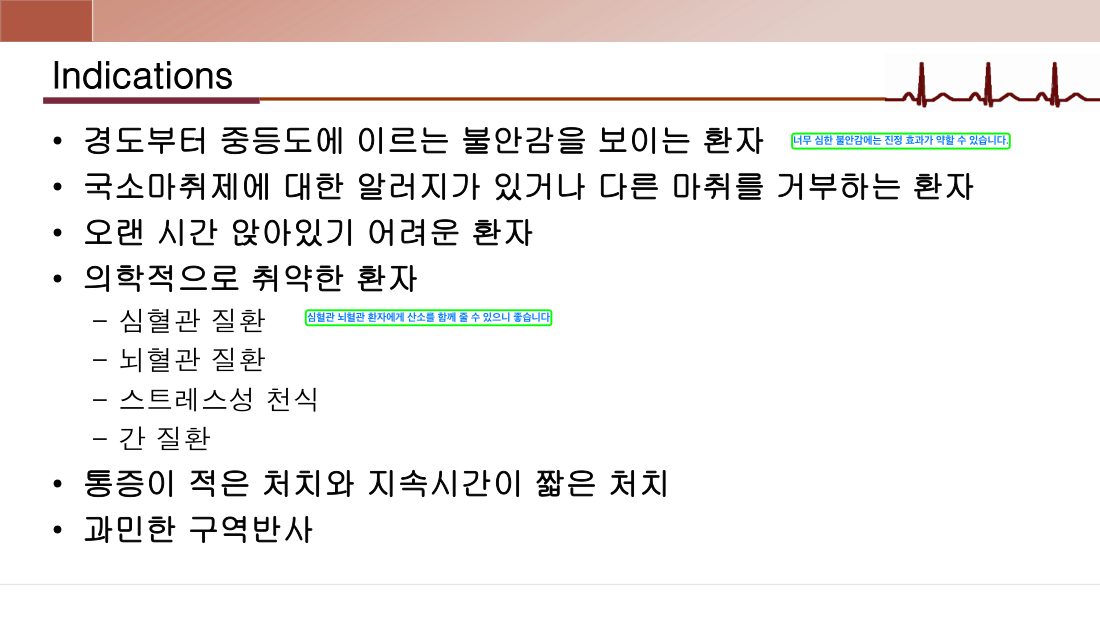 Indications
• 경도부터 중등도에 이르는 불안감을 보이는 환자 너무 심한 불안감에는 진정 효과가 약할 수 있습니다.
• 국소마취제에 대한 알러지가 있거나 다른 마취를 거부하는 환자
• 오랜 시간 앉아있기 어려운 환자
• 의학적으로 취약한 환자
– 심혈관 질환 심혈관 뇌혈관 환자에게 산소를 함께 줄 수 있으니 좋습니다
– 뇌혈관 질환
– 스트레스성 천식
– 간 질환
• 통증이 적은 처치와 지속시간이 짧은 처치
• 과민한 구역반사